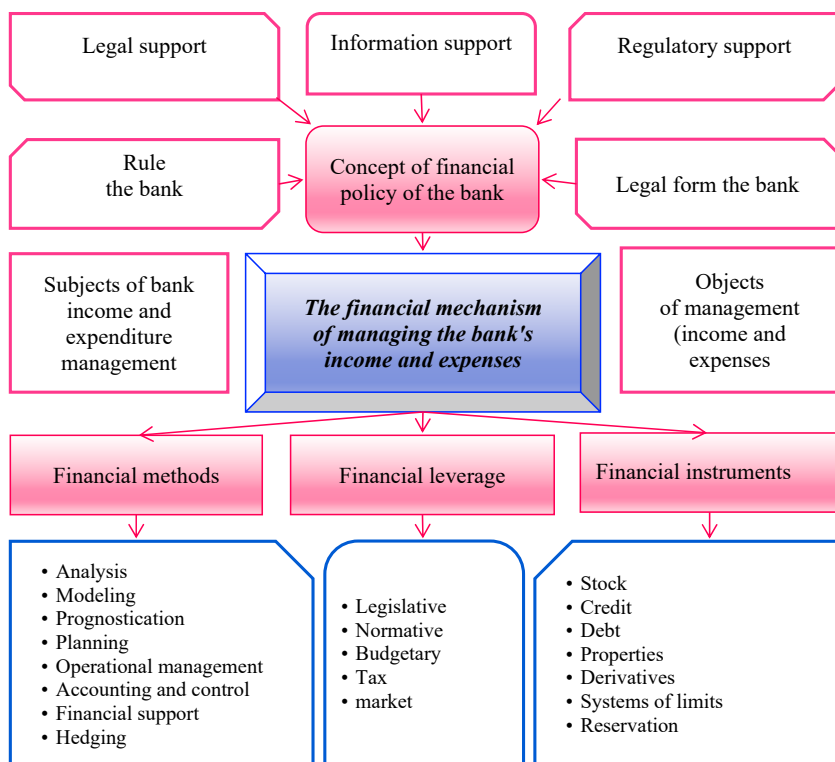 Legal support
Information support
Regulatory support
Rule
the bank
Concept of financial
policy of the bank
Legal form the bank
Subjects of bank
income and
expenditure
management
The financial mechanism
of managing the bank's
income and expenses
Objects
of management
(income and
expenses
Financial methods
Financial leverage
Financial instruments
• Analysis
• Modeling
• Prognostication
• Planning
• Operational management
• Accounting and control
• Financial support
• Hedging
• Legislative
• Normative
• Budgetary
• Tax
• market
• Stock
• Credit
• Debt
• Properties
• Derivatives
• Systems of limits
• Reservation